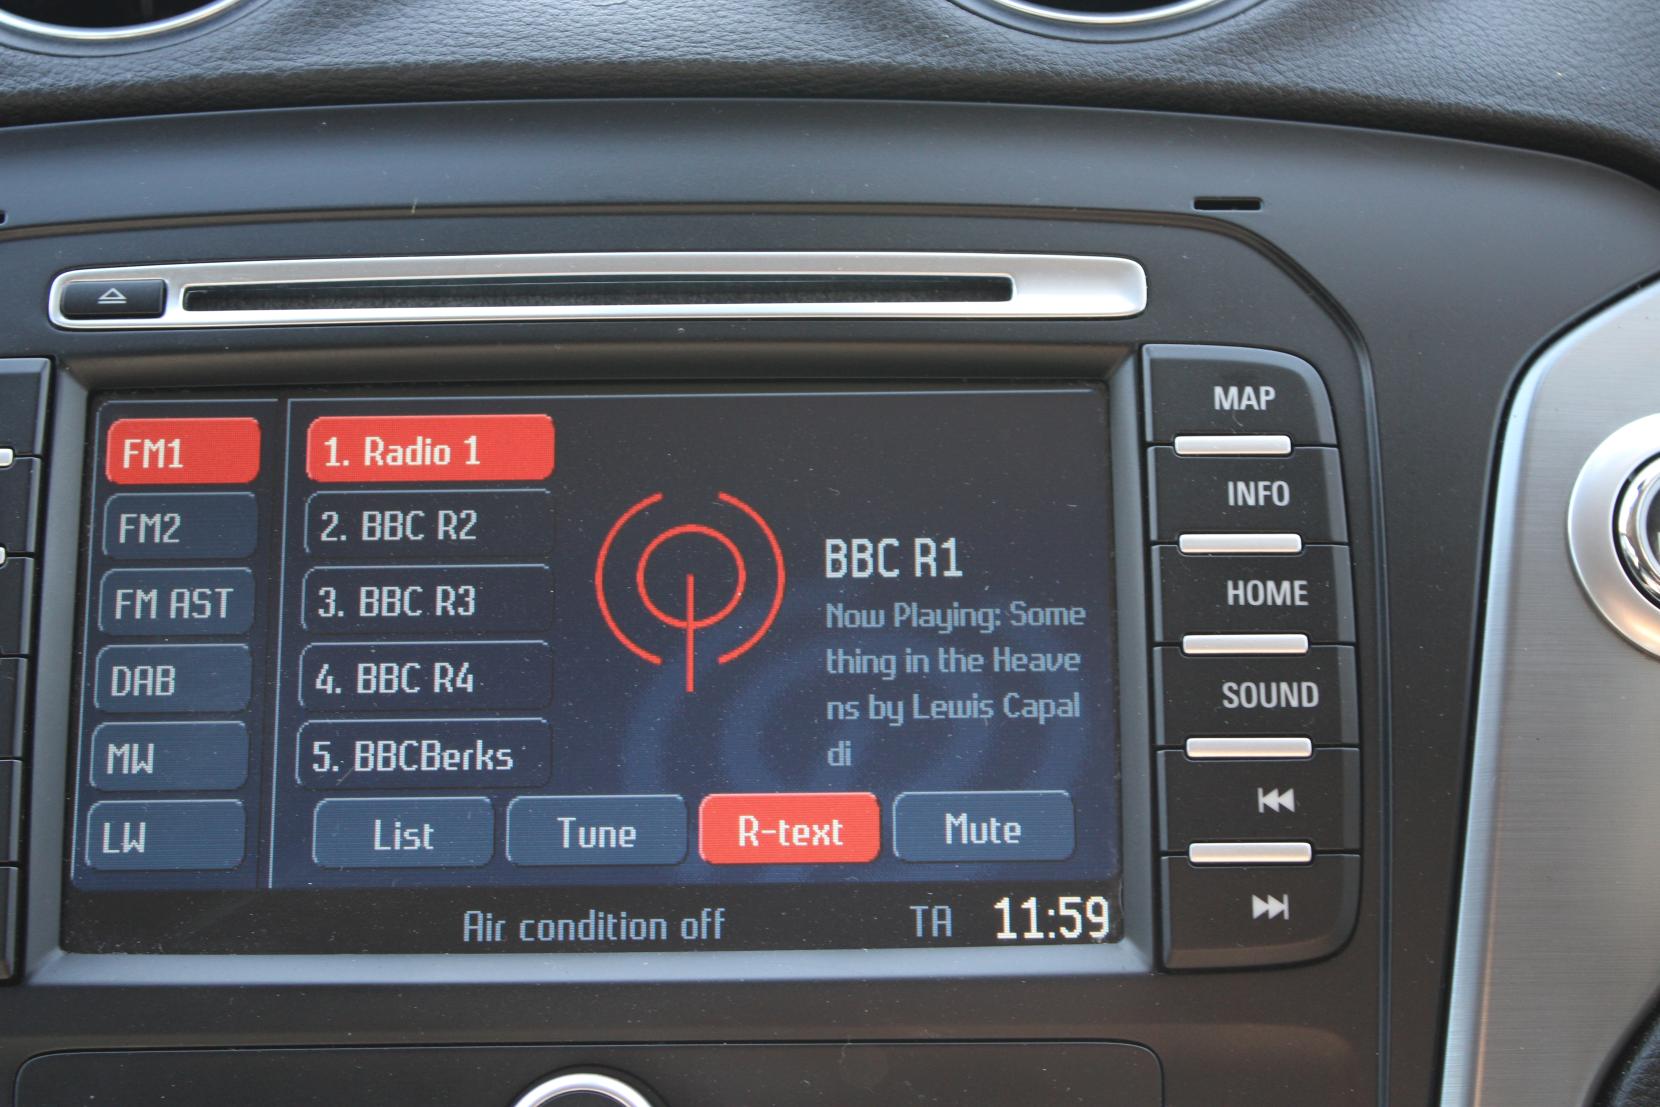 FM1
FM2
FM AST
DAB
MW
LW
1. Radio 1
2. BBC R2
3. BBC R3
4. BBC R4
5. BBCBerks
BBC R1
Now Playing: Some
thing in the Heave
ns by Lewis Capal
di
List
Tune
R-text
Mute
Air condition off
TA
11:59
MAP
INFO
HOME
SOUND